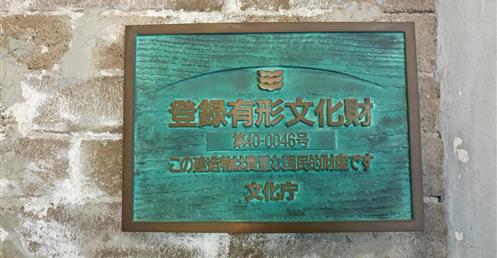 登録有形文化財
第40-0046号
この建造物は貴重な国民的財産です
文化庁